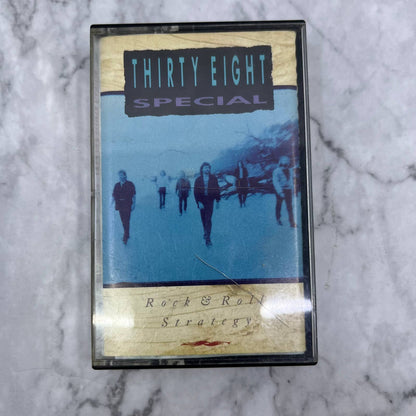 THIRTY EIGHT
SPECIAL
Rock & Roll
Strategy